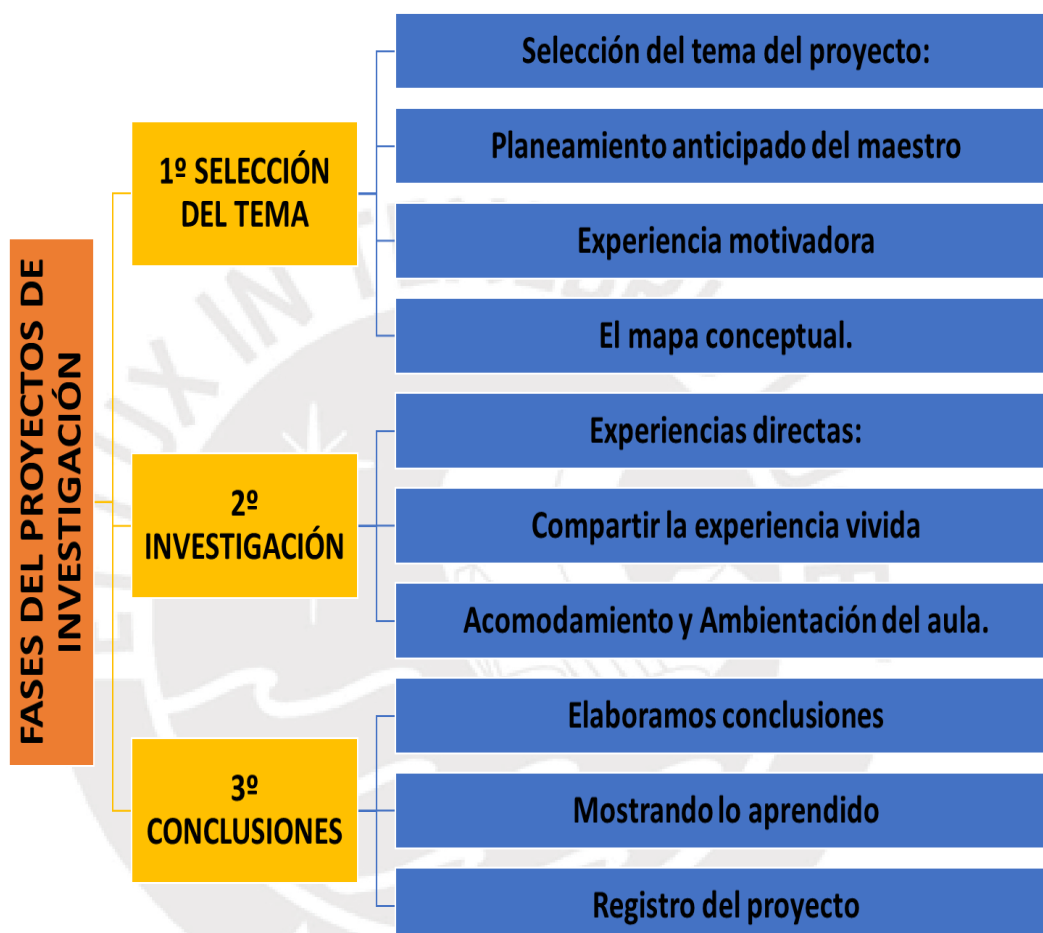 FASES DEL PROYECTOS DE
INVESTIGACIÓN
1º SELECCIÓN
DEL TEMA
Selección del tema del proyecto:
Planeamiento anticipado del maestro
Experiencia motivadora
El mapa conceptual.
2º
INVESTIGACIÓN
Experiencias directas:
Compartir la experiencia vivida
Acomodamiento y Ambientación del aula.
3º
CONCLUSIONES
Elaboramos conclusiones
Mostrando lo aprendido
Registro del proyecto